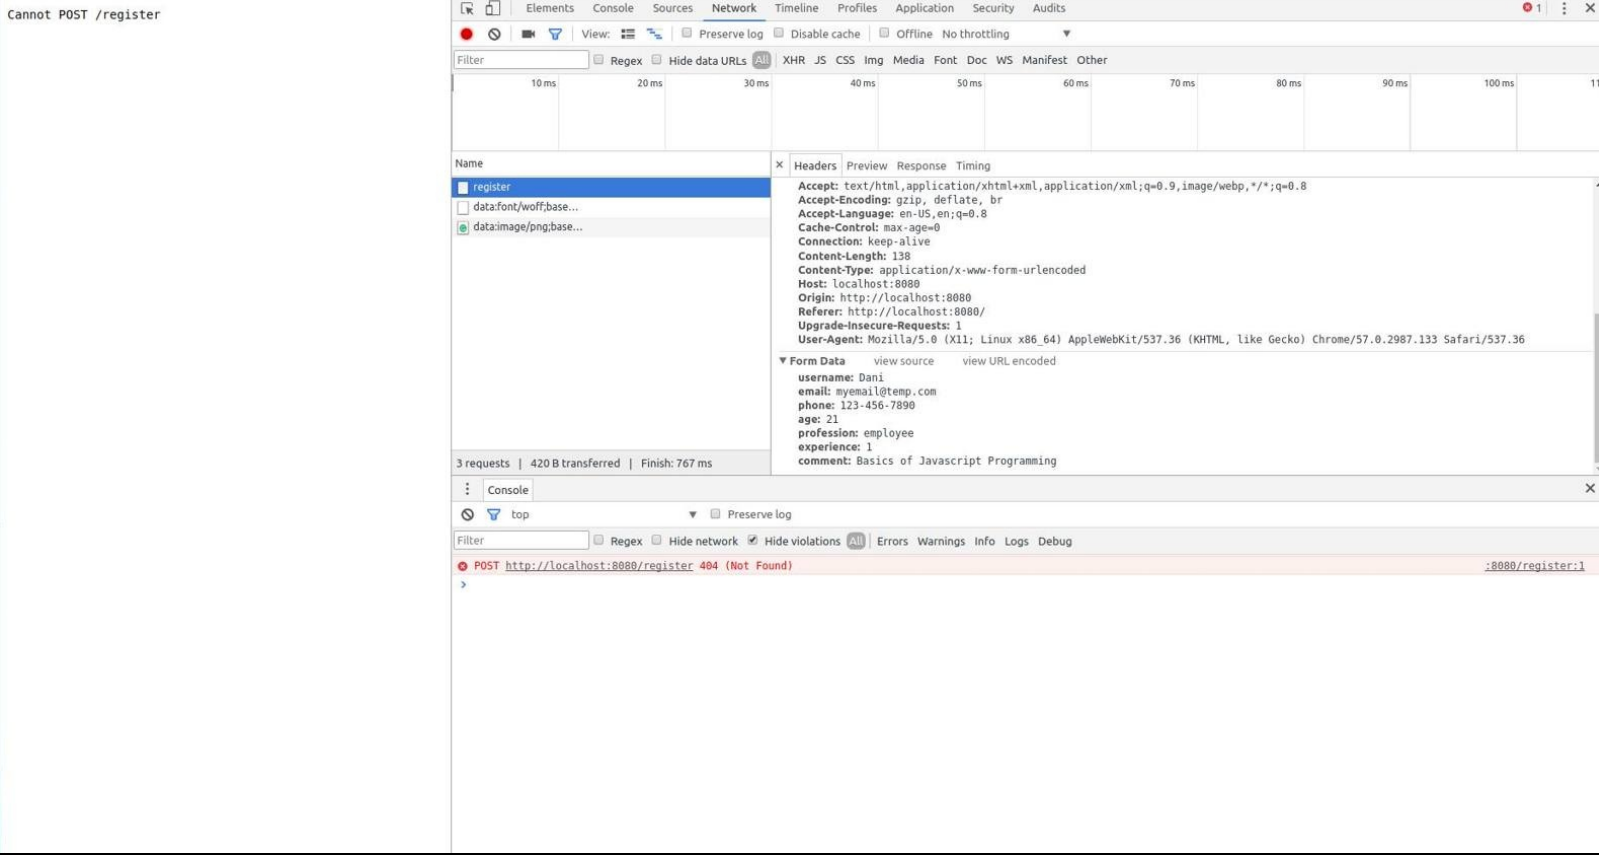 Cannot POST /register
Elements Console Sources Network Timeline Profiles Application Security Audits 1
View: Preserve log Disable cache Offline No throttling
Filter Regex Hide data URLs All XHR JS CSS Img Media Font Doc WS Manifest Other
10 ms 20 ms 30 ms 40 ms 50 ms 60 ms 70 ms 80 ms 90 ms 100 ms 11
Name
register
data:font/woff;base...
data:image/png;base...
3 requests | 420 B transferred | Finish: 767 ms
Headers Preview Response Timing
Accept: text/html,application/xhtml+xml,application/xml;q=0.9,image/webp,*/*;q=0.8
Accept-Encoding: gzip, deflate, br
Accept-Language: en-US,en;q=0.8
Cache-Control: max-age=0
Connection: keep-alive
Content-Length: 138
Content-Type: application/x-www-form-urlencoded
Host: localhost:8080
Origin: http://localhost:8080
Referer: http://localhost:8080/
Upgrade-Insecure-Requests: 1
User-Agent: Mozilla/5.0 (X11; Linux x86_64) AppleWebKit/537.36 (KHTML, like Gecko) Chrome/57.0.2987.133 Safari/537.36
Form Data view source view URL encoded
username: Dani
email: myemail@temp.com
phone: 123-456-7890
age: 21
profession: employee
experience: 1
comment: Basics of Javascript Programming
Console
top Preserve log
Filter Regex Hide network Hide violations All Errors Warnings Info Logs Debug
POST http://localhost:8080/register 404 (Not Found) :8080/register:1